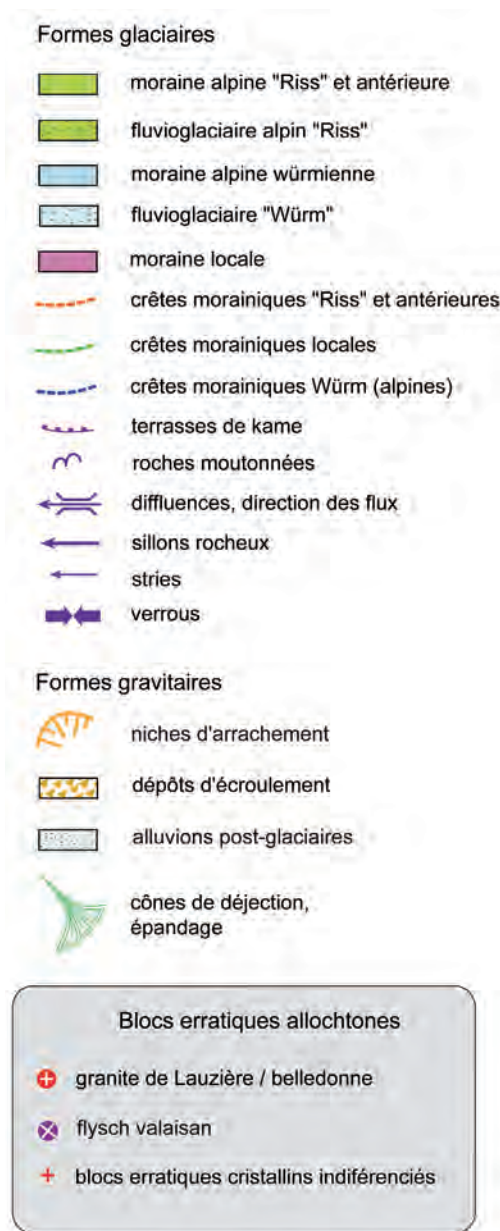 Formes glaciaires
moraine alpine "Riss" et antérieure
fluvioglaciaire alpin "Riss"
moraine alpine würmienne
fluvioglaciaire "Würm"
moraine locale
crêtes morainiques "Riss" et antérieures
crêtes morainiques locales
crêtes morainiques Würm (alpines)
terrasses de kame
roches moutonnées
diffluences, direction des flux
sillons rocheux
stries
verrous
Formes gravitaires
niches d'arrachement
dépôts d'écroulement
alluvions post-glaciaires
cônes de déjection,
épandage
Blocs erratiques allochtones
granite de Lauzière / belledonne
flysch valaisan
blocs erratiques cristallins indiférenciés